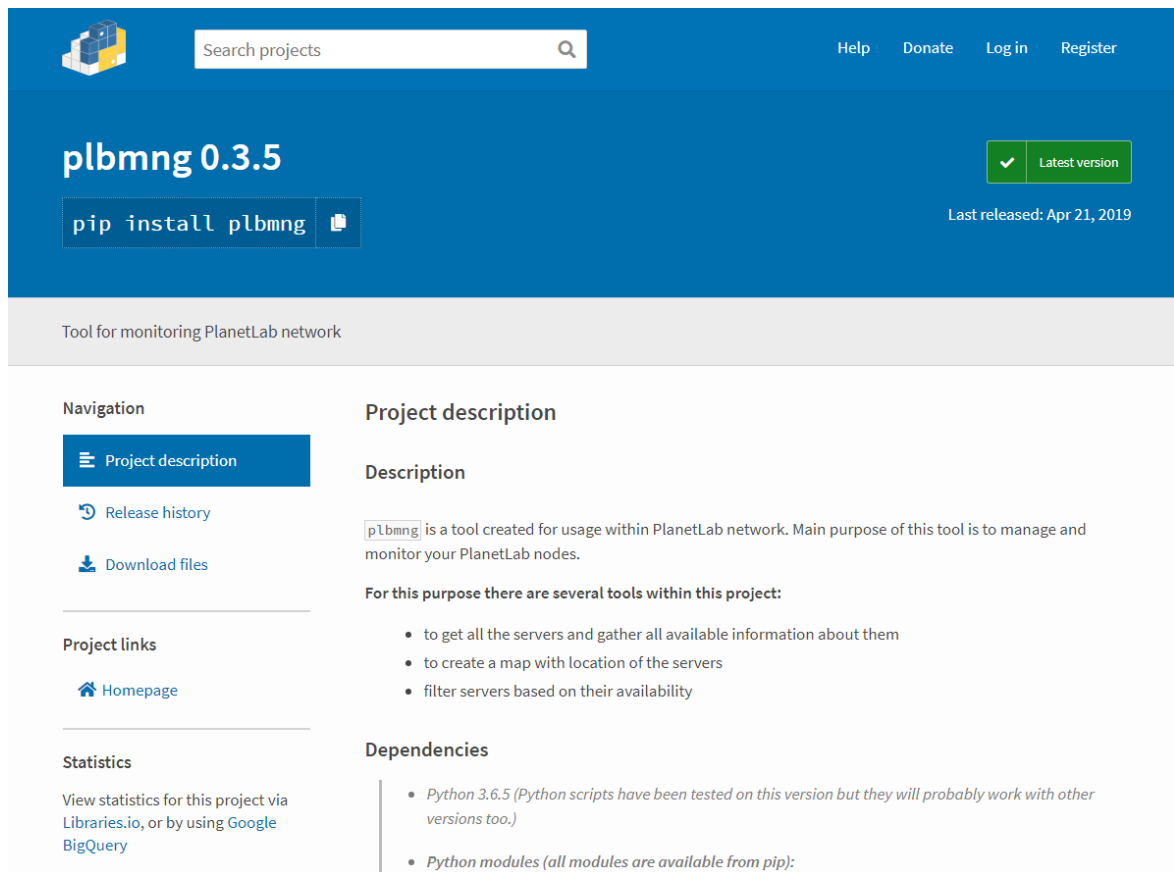 Search projects
Help Donate Log in Register
plbmng 0.3.5
Latest version
pip install plbmng
Last released: Apr 21, 2019
Tool for monitoring PlanetLab network
Navigation
Project description
Release history
Download files
Project links
Homepage
Statistics
View statistics for this project via
Libraries.io, or by using Google
BigQuery
Project description
Description
plbmng is a tool created for usage within PlanetLab network. Main purpose of this tool is to manage and
monitor your PlanetLab nodes.
For this purpose there are several tools within this project:
• to get all the servers and gather all available information about them
• to create a map with location of the servers
• filter servers based on their availability
Dependencies
• Python 3.6.5 (Python scripts have been tested on this version but they will probably work with other
versions too.)
• Python modules (all modules are available from pip):